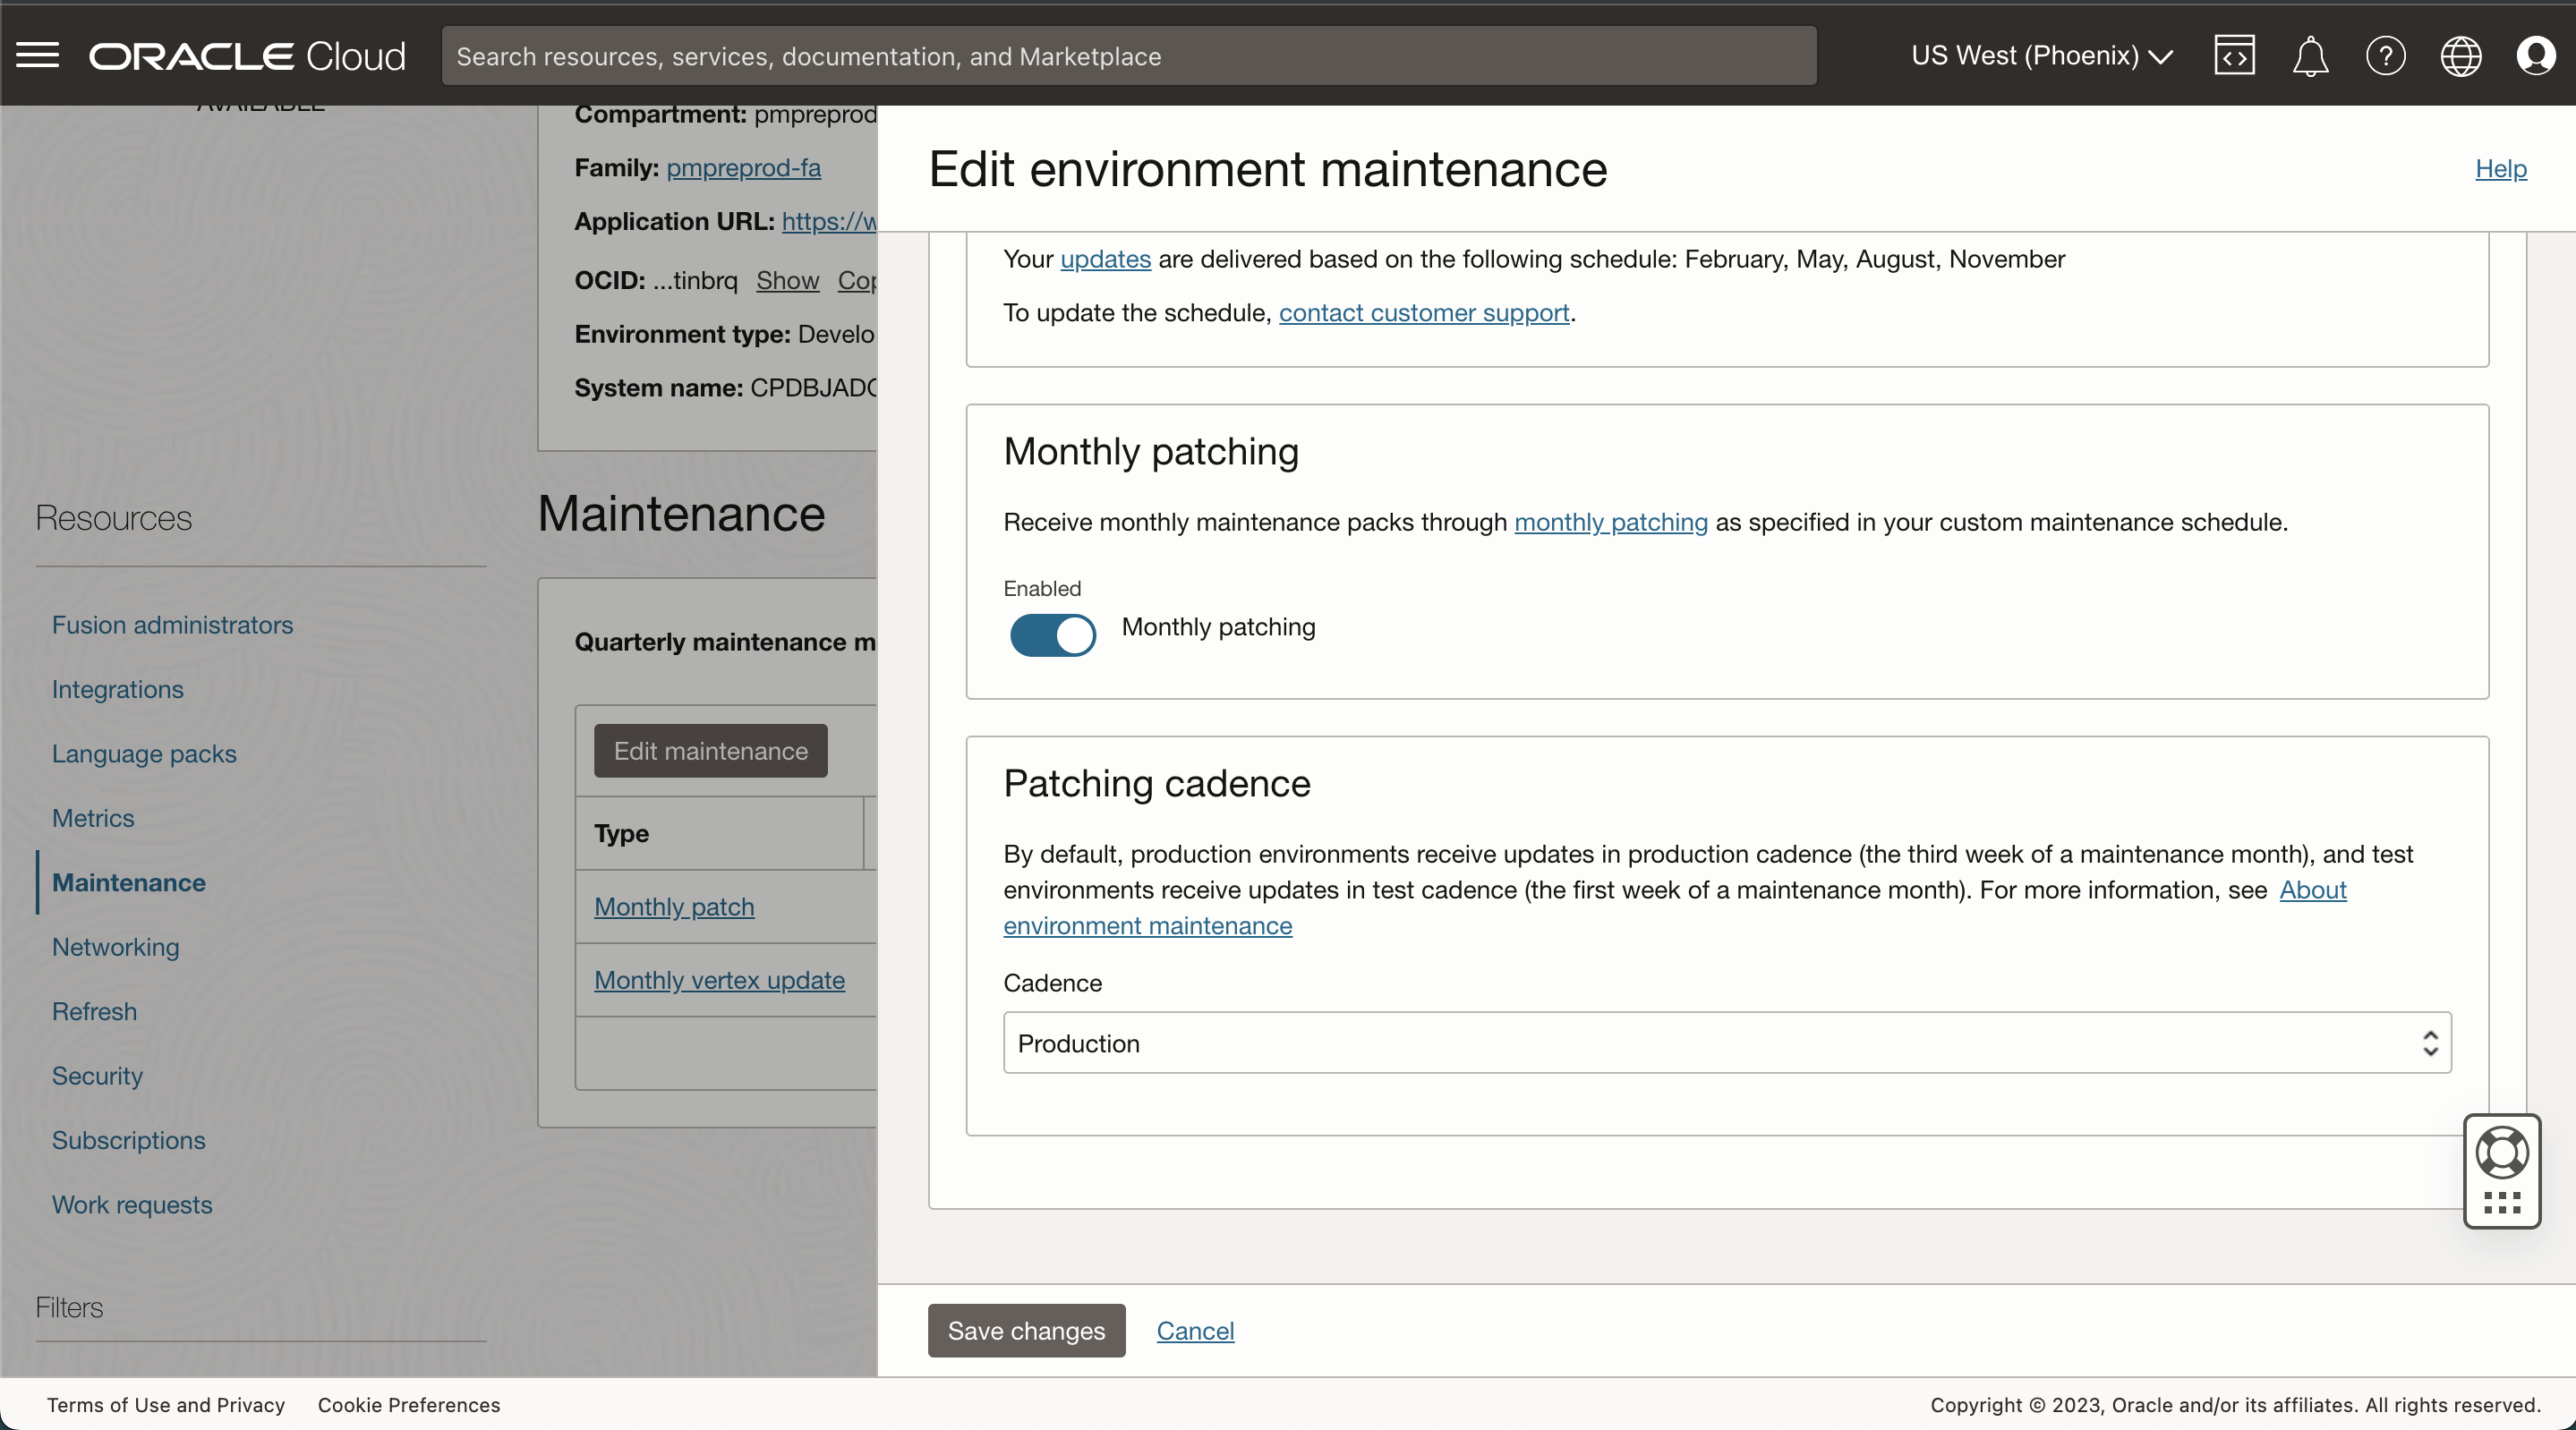 ORACLE Cloud
Search resources, services, documentation, and Marketplace
US West (Phoenix)
Compartment: pmpreprod
Family: pmpreprod-fa
Application URL: https://w
OCID: ...tinbrq Show Cop
Environment type: Develo
System name: CPDBJAD
Resources
Fusion administrators
Integrations
Language packs
Metrics
Maintenance
Networking
Refresh
Security
Subscriptions
Work requests
Filters
Maintenance
Quarterly maintenance m
Edit maintenance
Type
Monthly patch
Monthly vertex update
Edit environment maintenance
Help
Your updates are delivered based on the following schedule: February, May, August, November
To update the schedule, contact customer support.
Monthly patching
Receive monthly maintenance packs through monthly patching as specified in your custom maintenance schedule.
Enabled
Monthly patching
Patching cadence
By default, production environments receive updates in production cadence (the third week of a maintenance month), and test
environments receive updates in test cadence (the first week of a maintenance month). For more information, see About
environment maintenance
Cadence
Production
Save changes
Cancel
Terms of Use and Privacy
Cookie Preferences
Copyright © 2023, Oracle and/or its affiliates. All rights reserved.